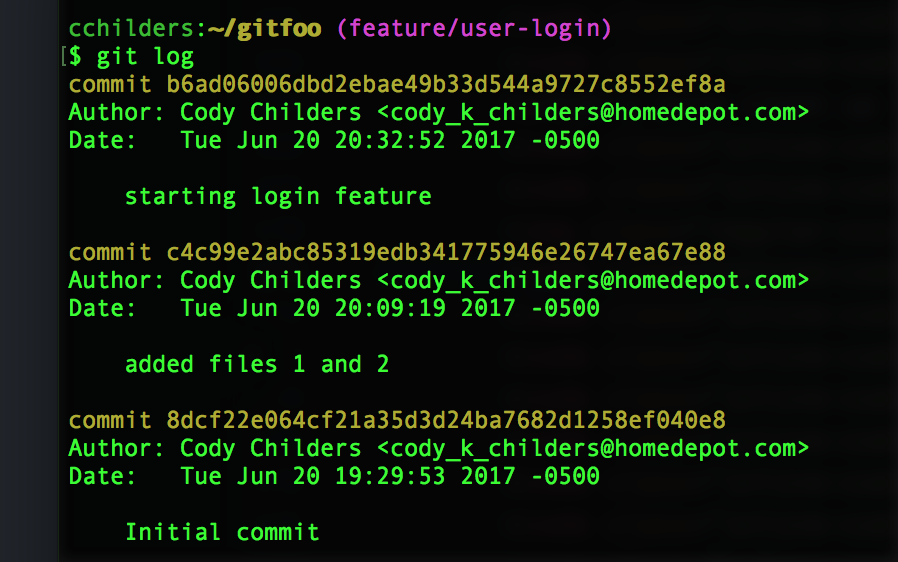 cchilders:~/gitfoo (feature/user-login)
[$ git log
commit b6ad06006dbd2ebae49b33d544a9727c8552ef8a
Author: Cody Childers <cody_k_childers@homedepot.com>
Date:   Tue Jun 20 20:32:52 2017 -0500
starting login feature
commit c4c99e2abc85319edb341775946e26747ea67e88
Author: Cody Childers <cody_k_childers@homedepot.com>
Date:   Tue Jun 20 20:09:19 2017 -0500
added files 1 and 2
commit 8dcf22e064cf21a35d3d24ba7682d1258ef040e8
Author: Cody Childers <cody_k_childers@homedepot.com>
Date:   Tue Jun 20 19:29:53 2017 -0500
Initial commit